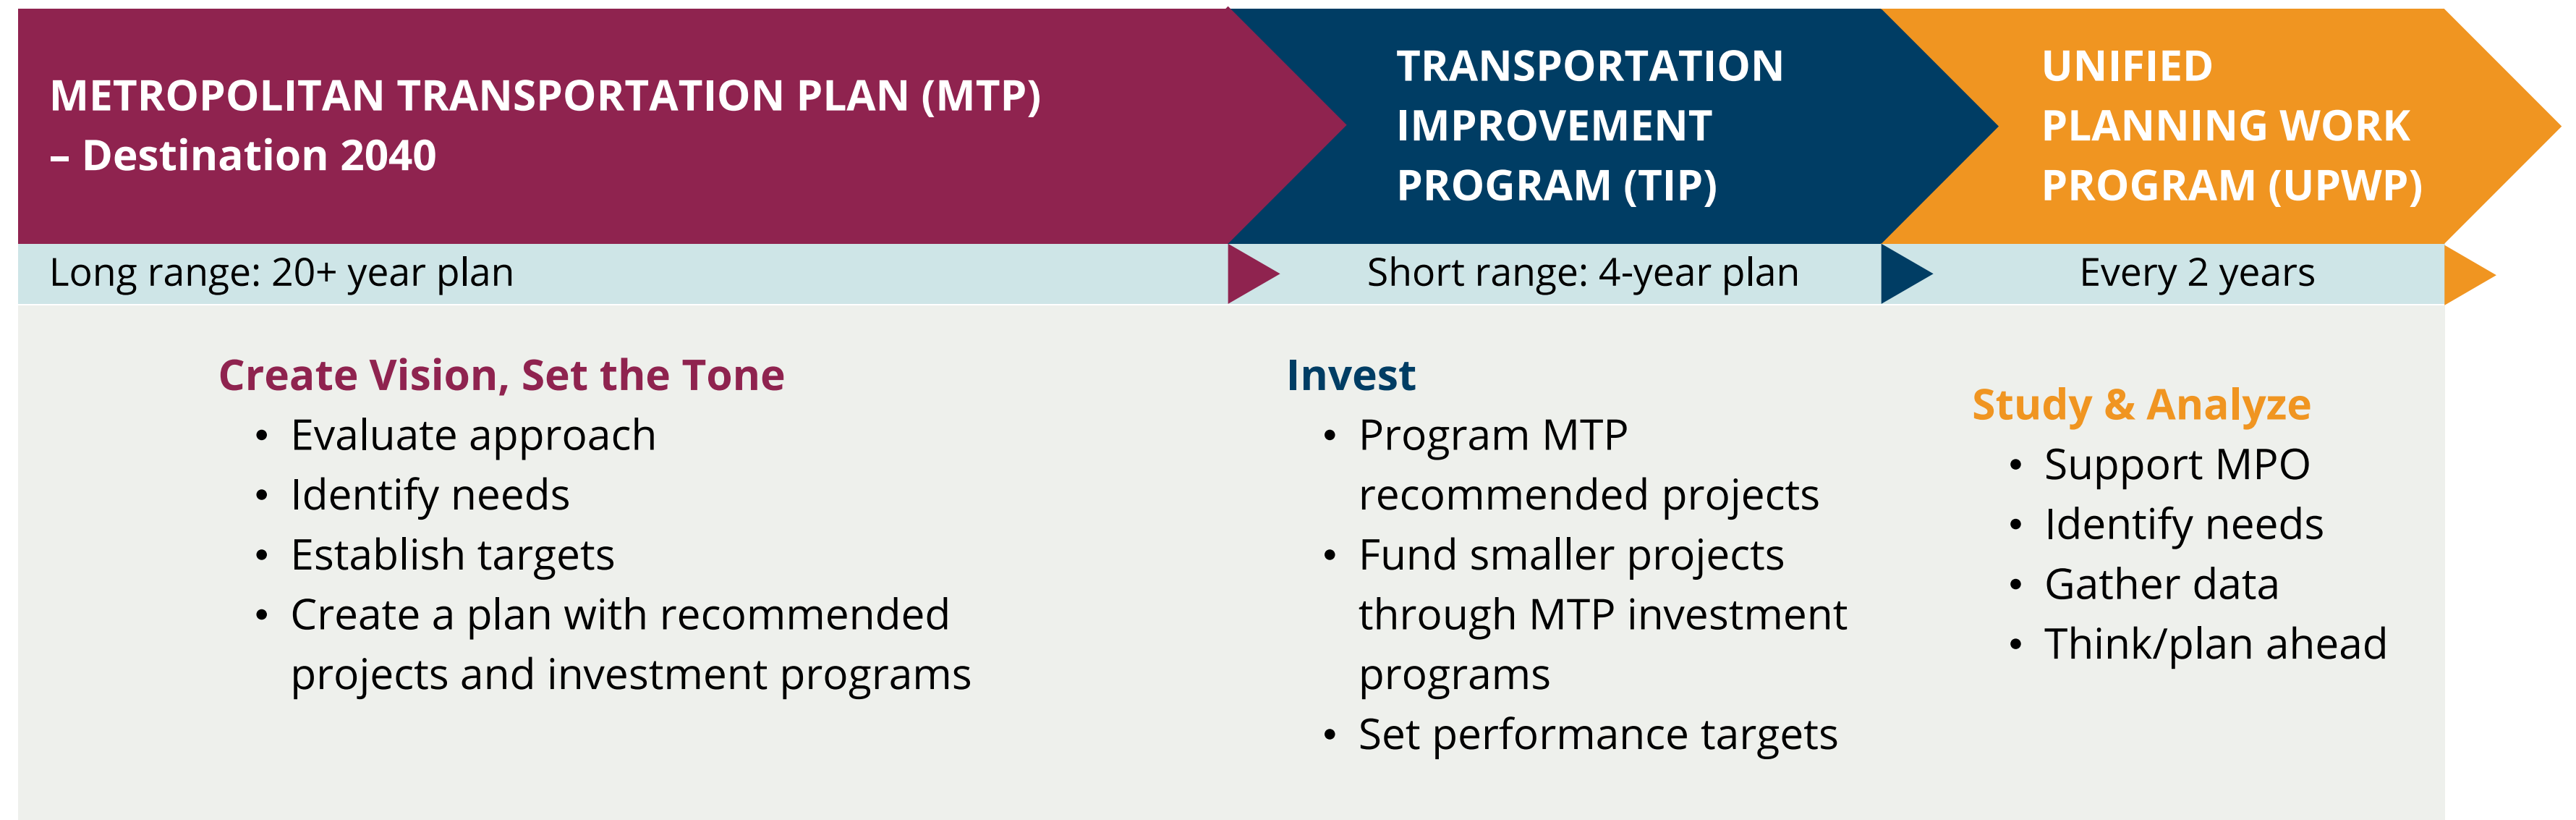 METROPOLITAN TRANSPORTATION PLAN (MTP)
– Destination 2040
Long range: 20+ year plan
Create Vision, Set the Tone
• Evaluate approach
• Identify needs
• Establish targets
• Create a plan with recommended
projects and investment programs
TRANSPORTATION
IMPROVEMENT
PROGRAM (TIP)
Short range: 4-year plan
Invest
• Program MTP
recommended projects
• Fund smaller projects
through MTP investment
programs
• Set performance targets
UNIFIED
PLANNING WORK
PROGRAM (UPWP)
Every 2 years
Study & Analyze
• Support MPO
• Identify needs
• Gather data
• Think/plan ahead